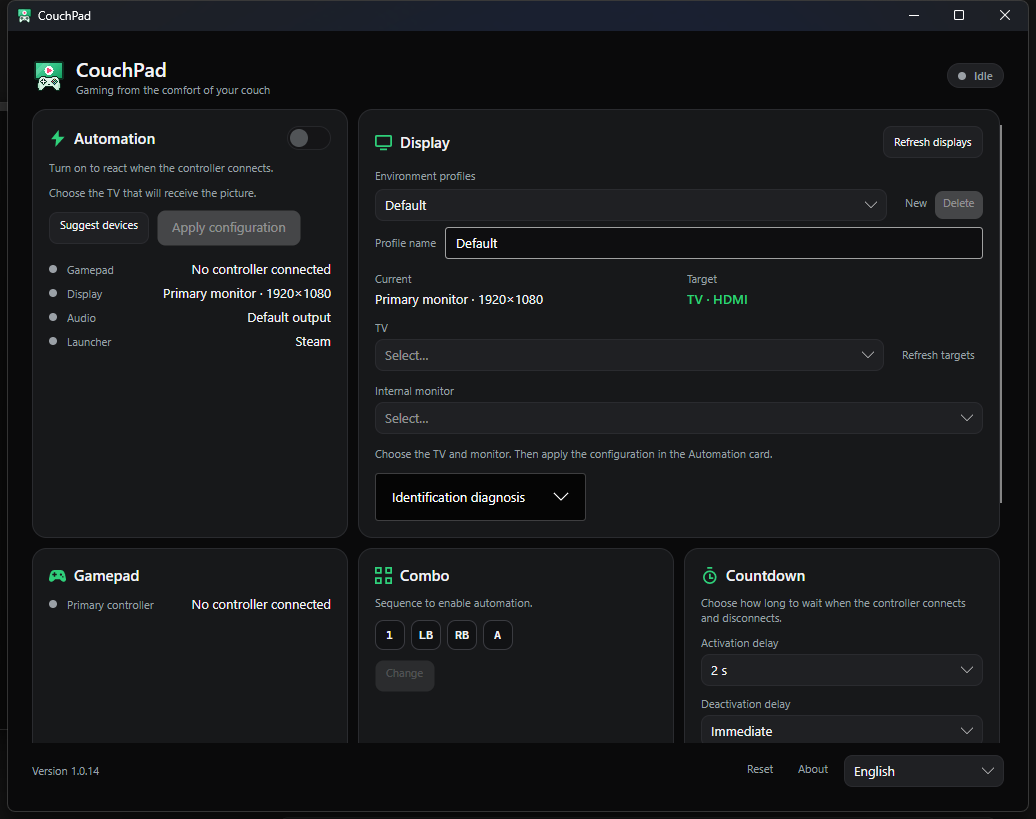 CouchPad
CouchPad
Gaming from the comfort of your couch
Idle
Automation
Turn on to react when the controller connects.
Choose the TV that will receive the picture.
Suggest devices
Apply configuration
Gamepad No controller connected
Display Primary monitor · 1920×1080
Audio Default output
Launcher Steam
Display
Refresh displays
Environment profiles
Default
New
Delete
Profile name
Default
Current
Primary monitor · 1920×1080
Target
TV · HDMI
TV
Select...
Refresh targets
Internal monitor
Select...
Choose the TV and monitor. Then apply the configuration in the Automation card.
Identification diagnosis
Gamepad
Primary controller No controller connected
Combo
Sequence to enable automation.
1 LB RB A
Change
Countdown
Choose how long to wait when the controller connects
and disconnects.
Activation delay
2 s
Deactivation delay
Immediate
Version 1.0.14
Reset
About
English